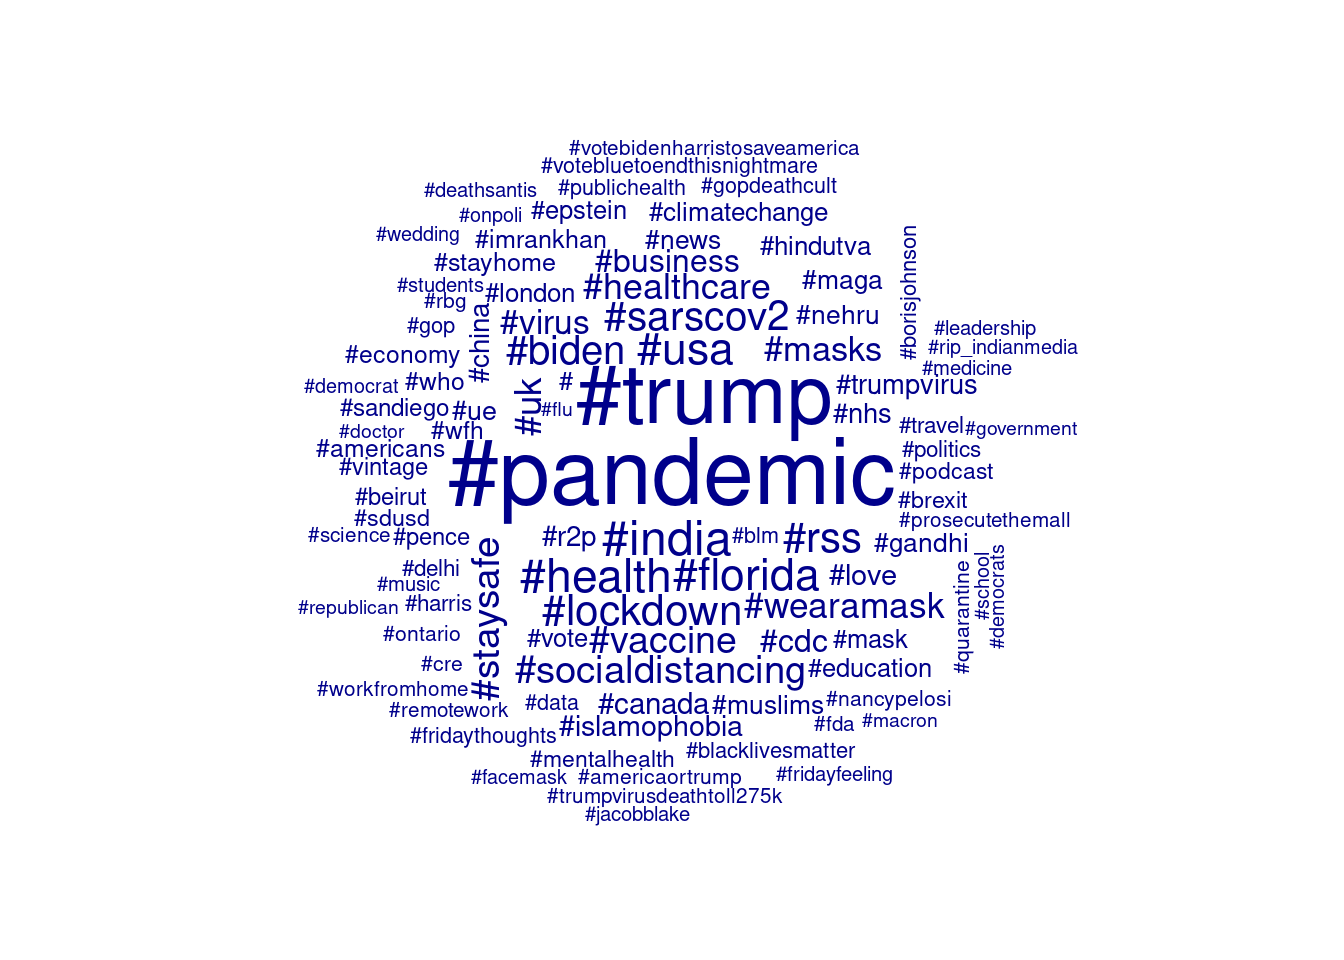 #votebidenharristosaveamerica
#votebluetoendthisnightmare
#deathsantis #publichealth #gopdeathcult
#onpoli #epstein #climatechange
#wedding #imrankhan #news #hindutva
#stayhome #business #maga #borisjohnson
#students #rbg #london #healthcare
#gop #china #virus #sarscov2 #nehru #leadership
#economy #biden #usa #masks #rip_indianmedia
#democrat #who # #trump #trumpvirus #medicine
#sandiego #ue #uk #flu #nhs
#doctor #wfh #travel #government
#americans #politics
#vintage #pandemic #podcast
#beirut #brexit
#sdusd #prosecutethemall
#science #pence #r2p #india #blm #rss #gandhi
#delhi #staysafe #health #florida #love #school
#music #quarantine #democrats
#republican #harris #lockdown #wearamask
#ontario #vote #vaccine #cdc #mask
#cre #socialdistancing #education
#workfromhome
#remotework #data #canada #muslims #nancypelosi
#fridaythoughts #islamophobia #fda #macron
#mentalhealth #blacklivesmatter
#facemask #americaortrump #fridayfeeling
#trumpvirusdeathtoll275k
#jacobblake